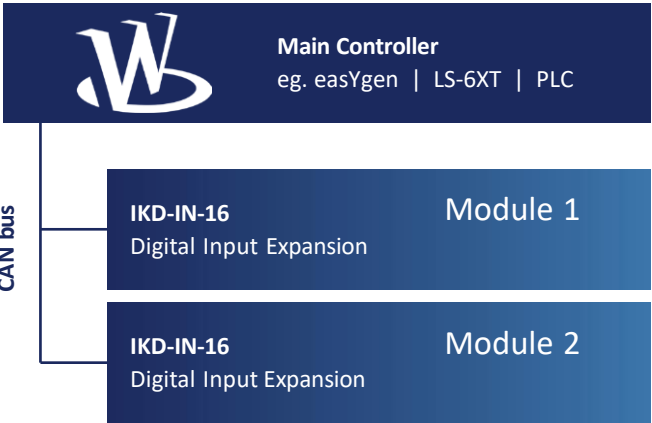 Main Controller
eg. easYgen | LS-6XT | PLC
CAN bus
IKD-IN-16
Module 1
Digital Input Expansion
IKD-IN-16
Module 2
Digital Input Expansion